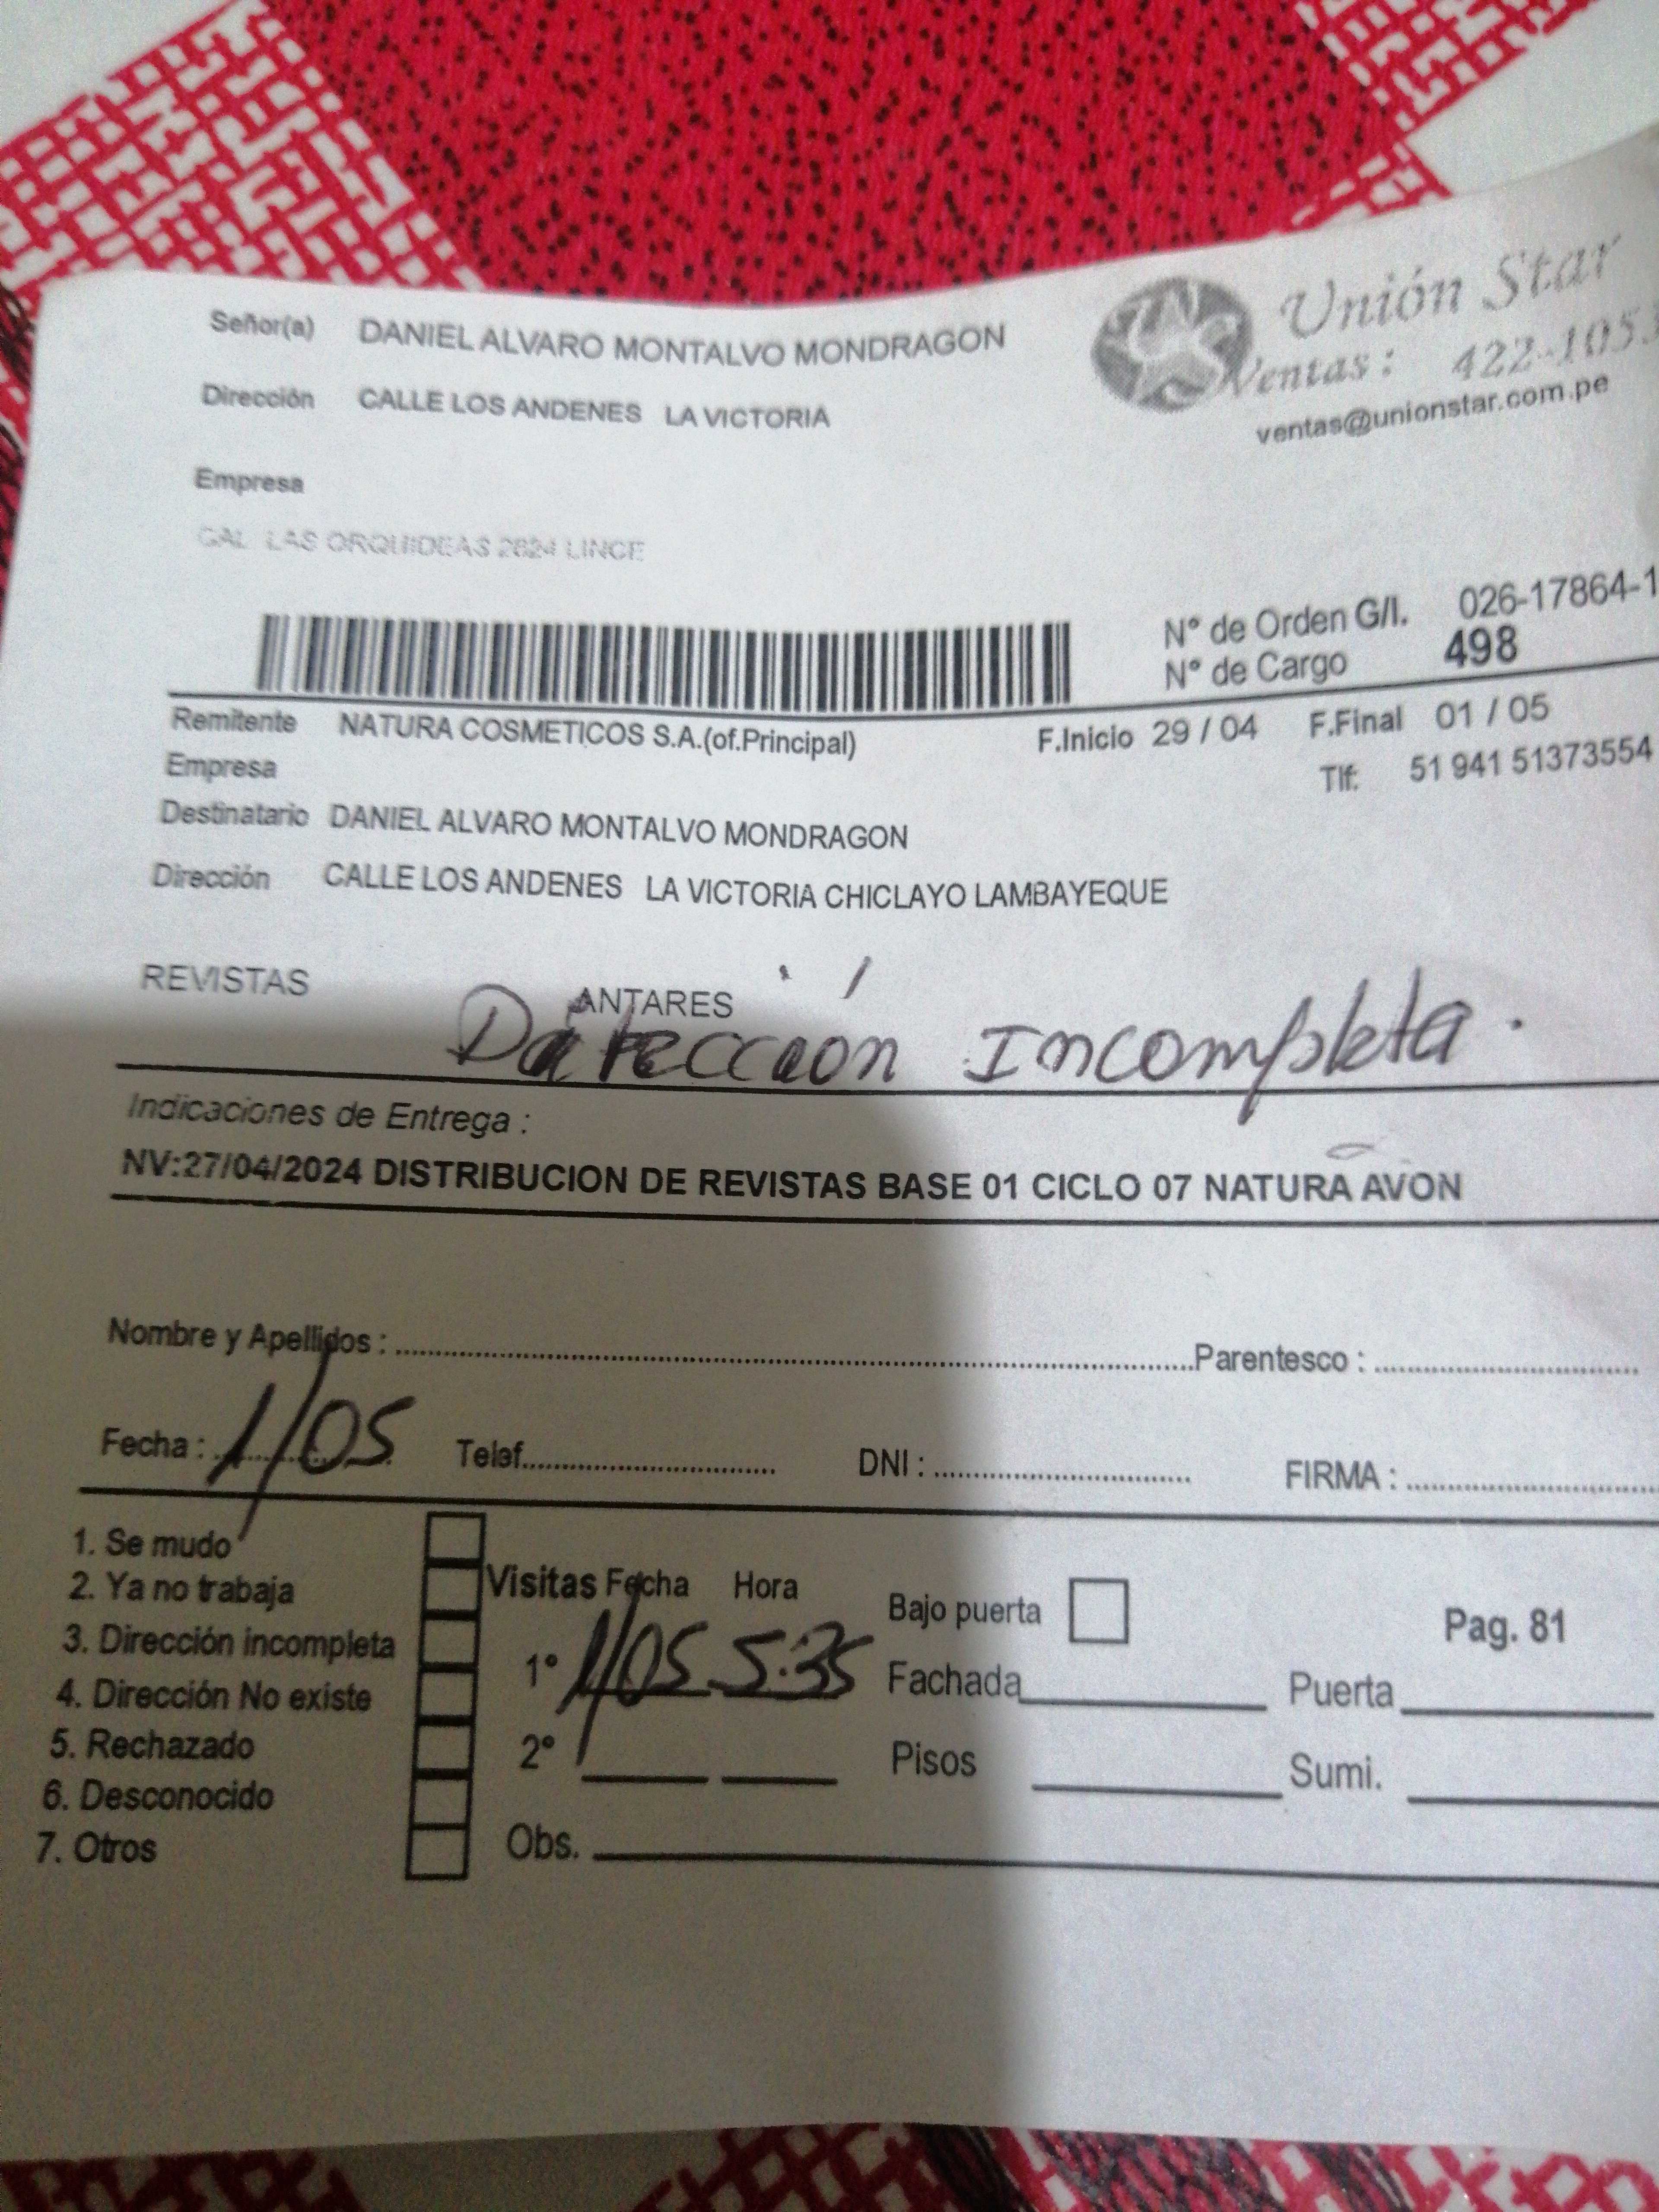 Señor(a) DANIEL ALVARO MONTALVO MONDRAGON
Unión Star
Ventas: 422-1053
ventas@unionstar.com.pe
Dirección CALLE LOS ANDENES LA VICTORIA
Empresa
CAL LAS ORQUIDEAS 2624 LINCE
N° de Orden G/I. 026-17864-1
N° de Cargo 498
Remitente NATURA COSMETICOS S.A.(of.Principal) F.Inicio 29 / 04 F.Final 01 / 05
Empresa Tlf: 51 941 51373554
Destinatario DANIEL ALVARO MONTALVO MONDRAGON
Dirección CALLE LOS ANDENES LA VICTORIA CHICLAYO LAMBAYEQUE
REVISTAS ANTARES
Incompleta.
Indicaciones de Entrega :
NV:27/04/2024 DISTRIBUCION DE REVISTAS BASE 01 CICLO 07 NATURA AVON
Nombre y Apellidos : Parentesco :
Fecha : 1/05 Telef. DNI : FIRMA :
1. Se mudo
2. Ya no trabaja
3. Dirección incompleta
4. Dirección No existe
5. Rechazado
6. Desconocido
7. Otros
Visitas Fecha Hora
1° 1/05 5:35
2°
Obs.
Bajo puerta Pag. 81
Fachada Puerta
Pisos Sumi.